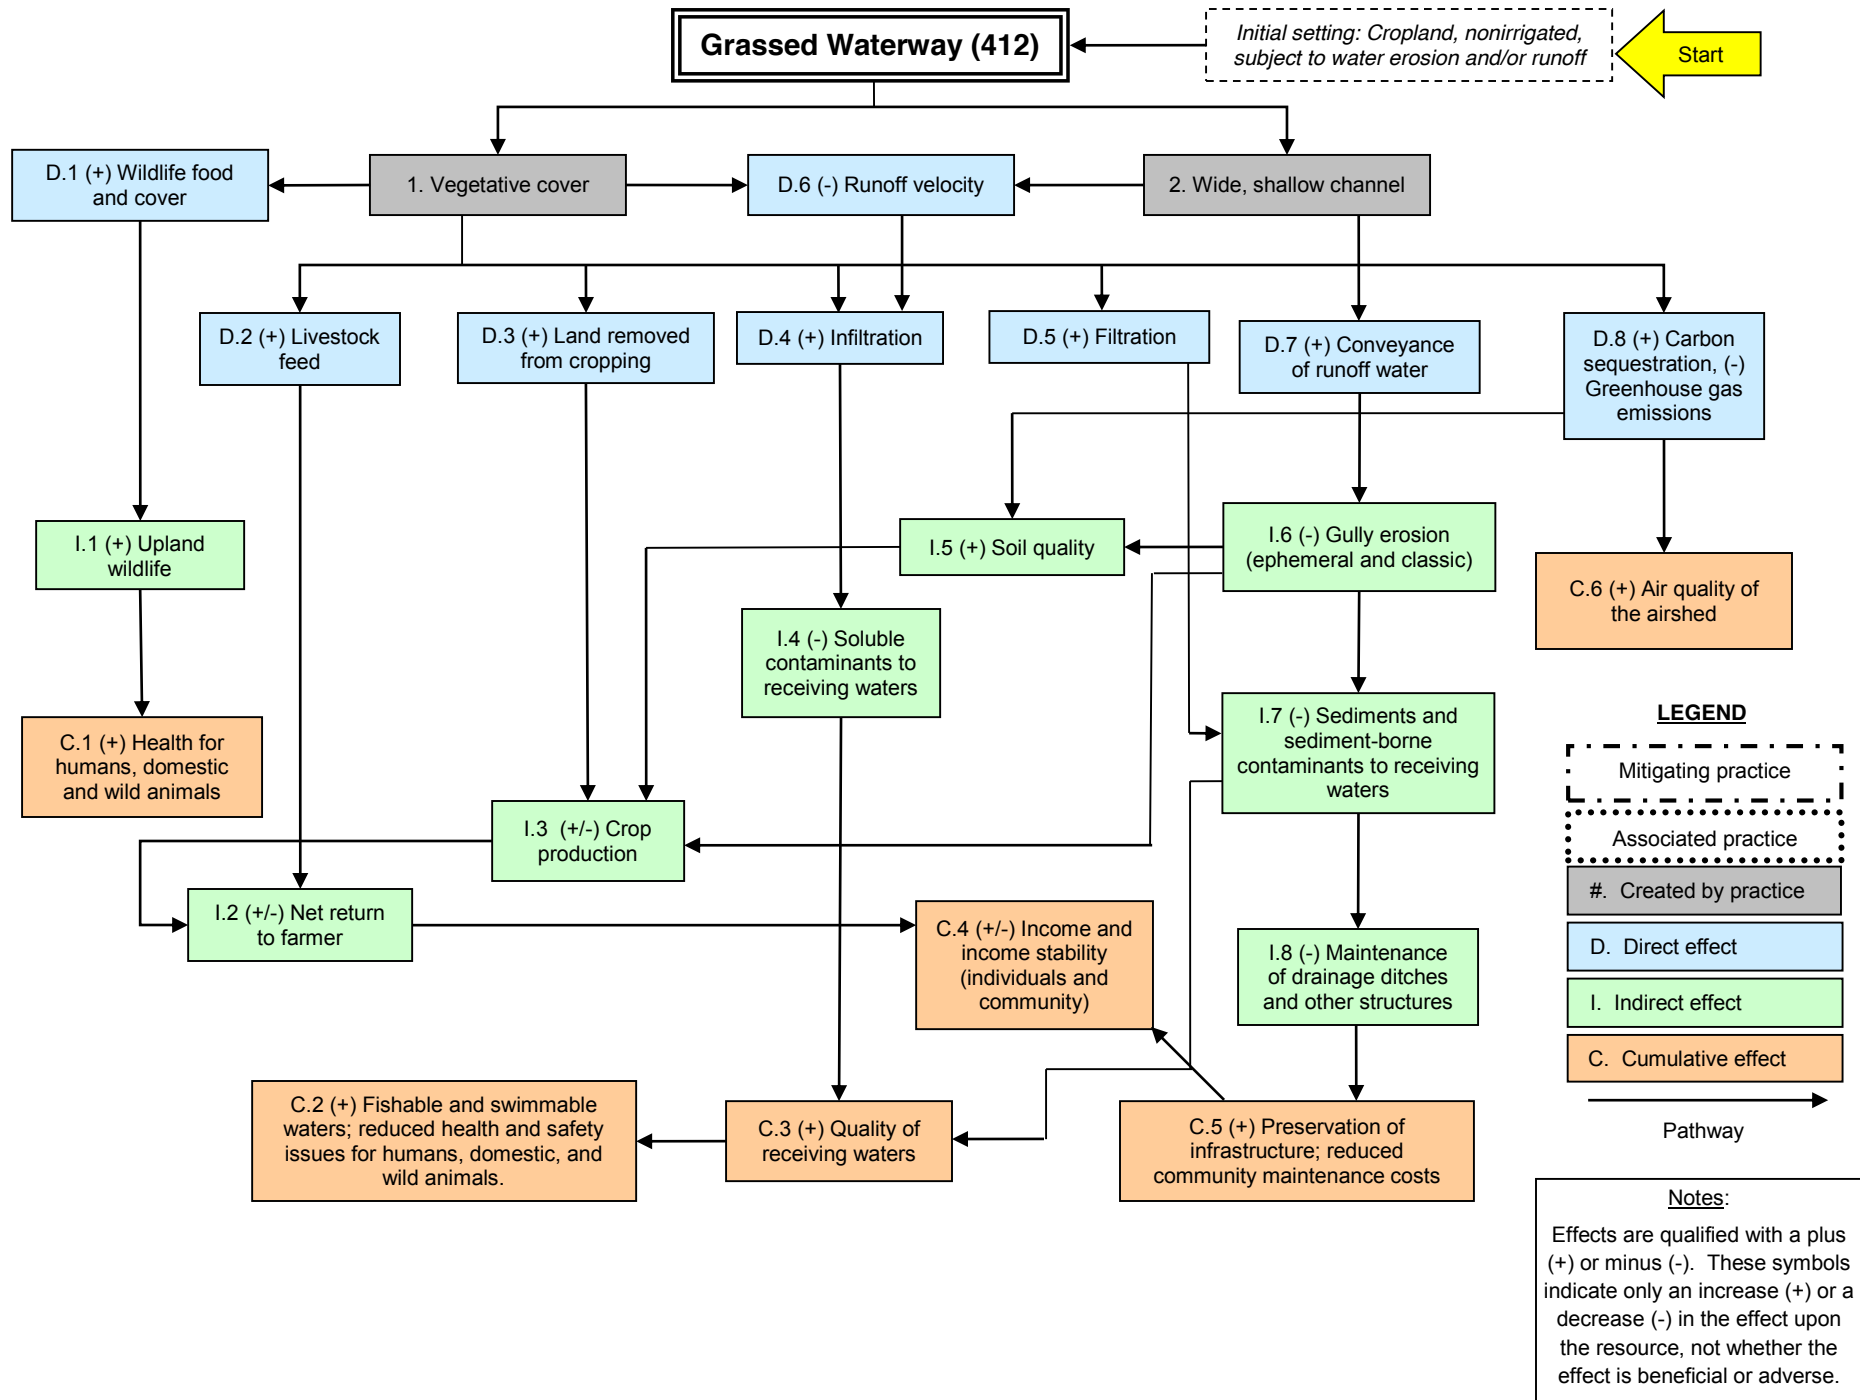 Grassed Waterway (412)
Initial setting: Cropland, nonirrigated,
subject to water erosion and/or runoff
Start
D.1 (+) Wildlife food
and cover
1. Vegetative cover
D.6 (-) Runoff velocity
2. Wide, shallow channel
D.2 (+) Livestock
feed
D.3 (+) Land removed
from cropping
D.4 (+) Infiltration
D.5 (+) Filtration
D.7 (+) Conveyance
of runoff water
D.8 (+) Carbon
sequestration, (-)
Greenhouse gas
emissions
I.1 (+) Upland
wildlife
I.5 (+) Soil quality
I.6 (-) Gully erosion
(ephemeral and classic)
C.6 (+) Air quality of
the airshed
I.4 (-) Soluble
contaminants to
receiving waters
C.1 (+) Health for
humans, domestic
and wild animals
I.7 (-) Sediments and
sediment-borne
contaminants to receiving
waters
I.3 (+/-) Crop
production
I.2 (+/-) Net return
to farmer
C.4 (+/-) Income and
income stability
(individuals and
community)
I.8 (-) Maintenance
of drainage ditches
and other structures
C.2 (+) Fishable and swimmable
waters; reduced health and safety
issues for humans, domestic, and
wild animals.
C.3 (+) Quality of
receiving waters
C.5 (+) Preservation of
infrastructure; reduced
community maintenance costs
LEGEND
Mitigating practice
Associated practice
#. Created by practice
D. Direct effect
I. Indirect effect
C. Cumulative effect
Pathway
Notes:
Effects are qualified with a plus
(+) or minus (-). These symbols
indicate only an increase (+) or a
decrease (-) in the effect upon
the resource, not whether the
effect is beneficial or adverse.